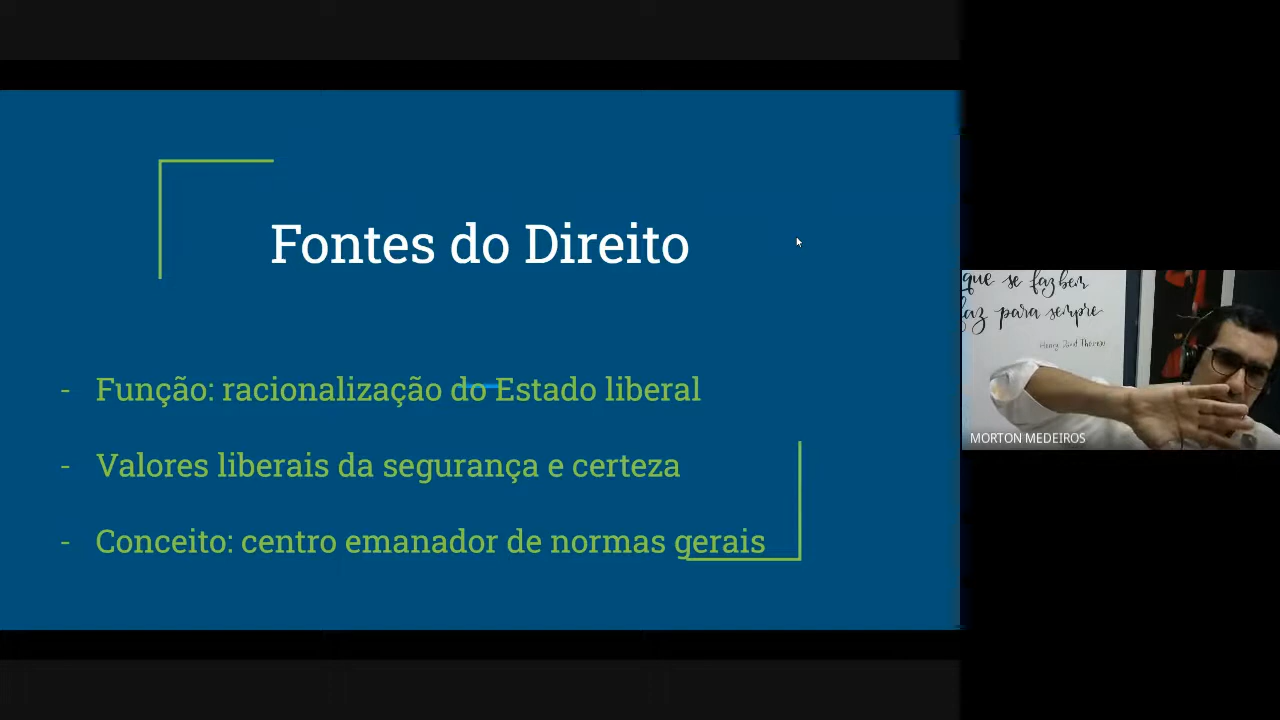 Fontes do Direito
- Função: racionalização do Estado liberal
- Valores liberais da segurança e certeza
- Conceito: centro emanador de normas gerais
que se faz bem
faz para sempre
Henry
MORTON MEDEIROS